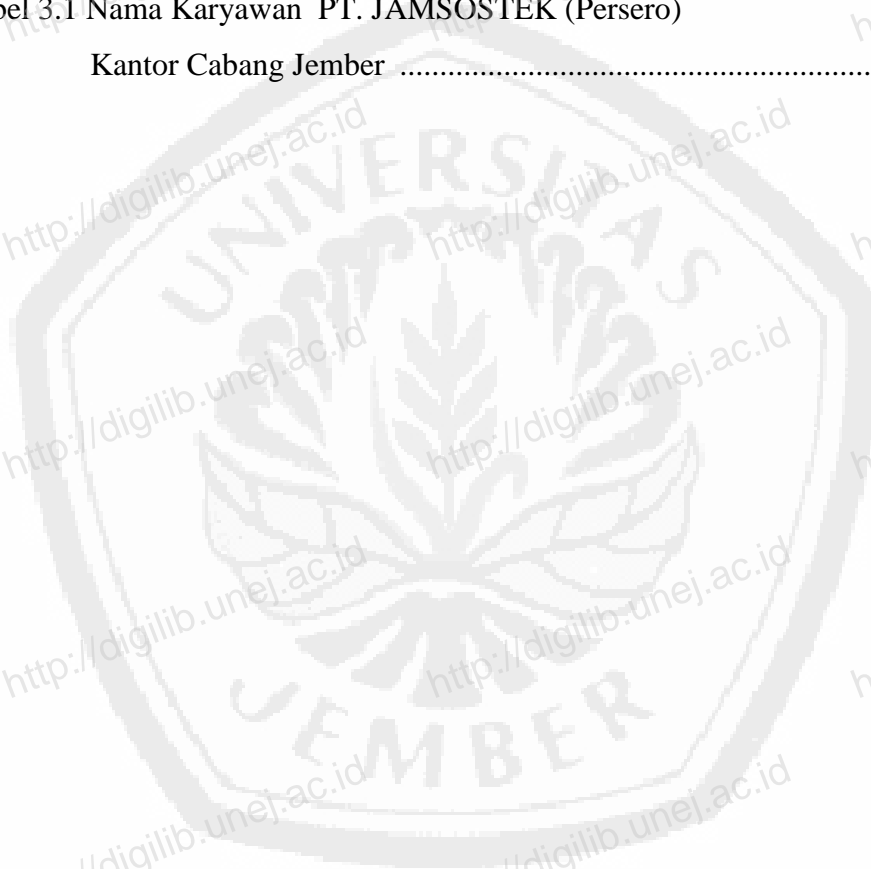 bel 3.1 Nama Karyawan PT. JAMSOSTEK (Persero)
Kantor Cabang Jember ............................................................
http://digilib.unej.ac.id
http://digilib.unej.ac.id
UNIVERSITAS
http://digilib.unej.ac.id
http://digilib.unej.ac.id
http://digilib.unej.ac.id
http://digilib.unej.ac.id
JEMBER
//digilib.unej.ac.id
//digilib.unej.ac.id